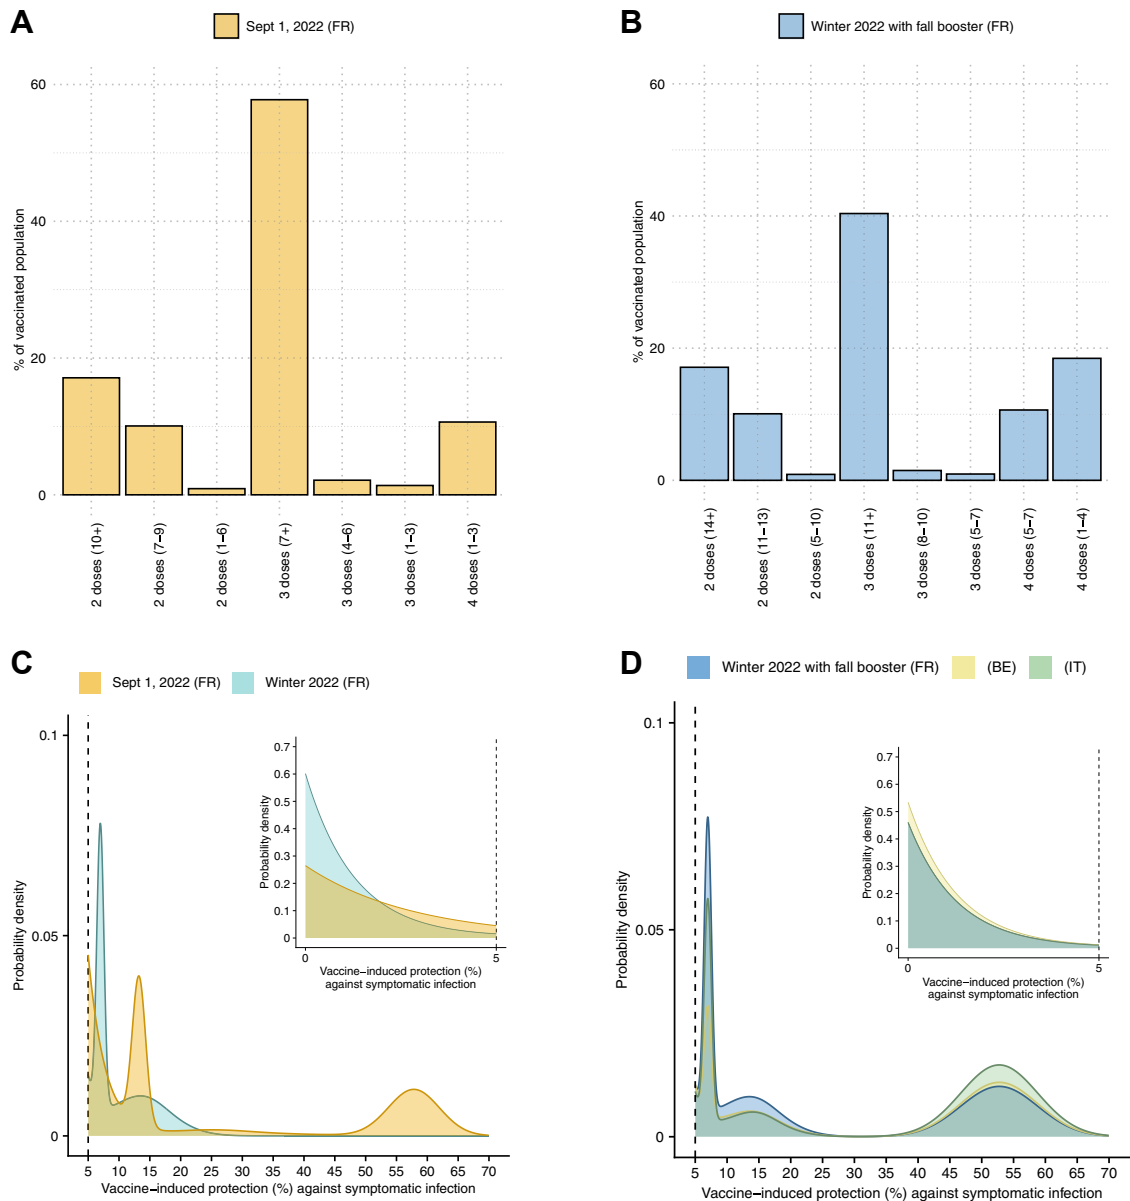 A
Sept 1, 2022 (FR)
% of vaccinated population
60
40
20
0
2 doses (10+)
2 doses (7–9)
2 doses (1–6)
3 doses (7+)
3 doses (4–6)
3 doses (1–3)
4 doses (1–3)
B
Winter 2022 with fall booster (FR)
% of vaccinated population
60
40
20
0
2 doses (14+)
2 doses (11–13)
2 doses (5–10)
3 doses (11+)
3 doses (8–10)
3 doses (5–7)
4 doses (5–7)
4 doses (1–4)
C
Sept 1, 2022 (FR)
Winter 2022 (FR)
Probability density
0.1
0.05
0
5 10 15 20 25 30 35 40 45 50 55 60 65 70
Vaccine–induced protection (%) against symptomatic infection
Probability density
0.7
0.6
0.5
0.4
0.3
0.2
0.1
0
0 5
Vaccine–induced protection (%)
against symptomatic infection
D
Winter 2022 with fall booster (FR)
(BE)
(IT)
Probability density
0.1
0.05
0
5 10 15 20 25 30 35 40 45 50 55 60 65 70
Vaccine–induced protection (%) against symptomatic infection
Probability density
0.7
0.6
0.5
0.4
0.3
0.2
0.1
0
0 5
Vaccine–induced protection (%)
against symptomatic infection